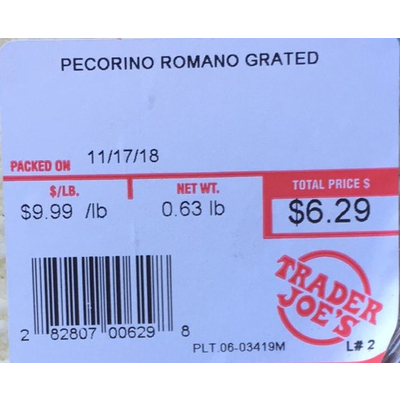 PECORINO ROMANO GRATED
PACKED ON 11/17/18
$/LB. NET WT. TOTAL PRICE $
$9.99 /lb 0.63 lb $6.29
TRADER
JOE'S
2 82807 00629 8
PLT.06-03419M L# 2